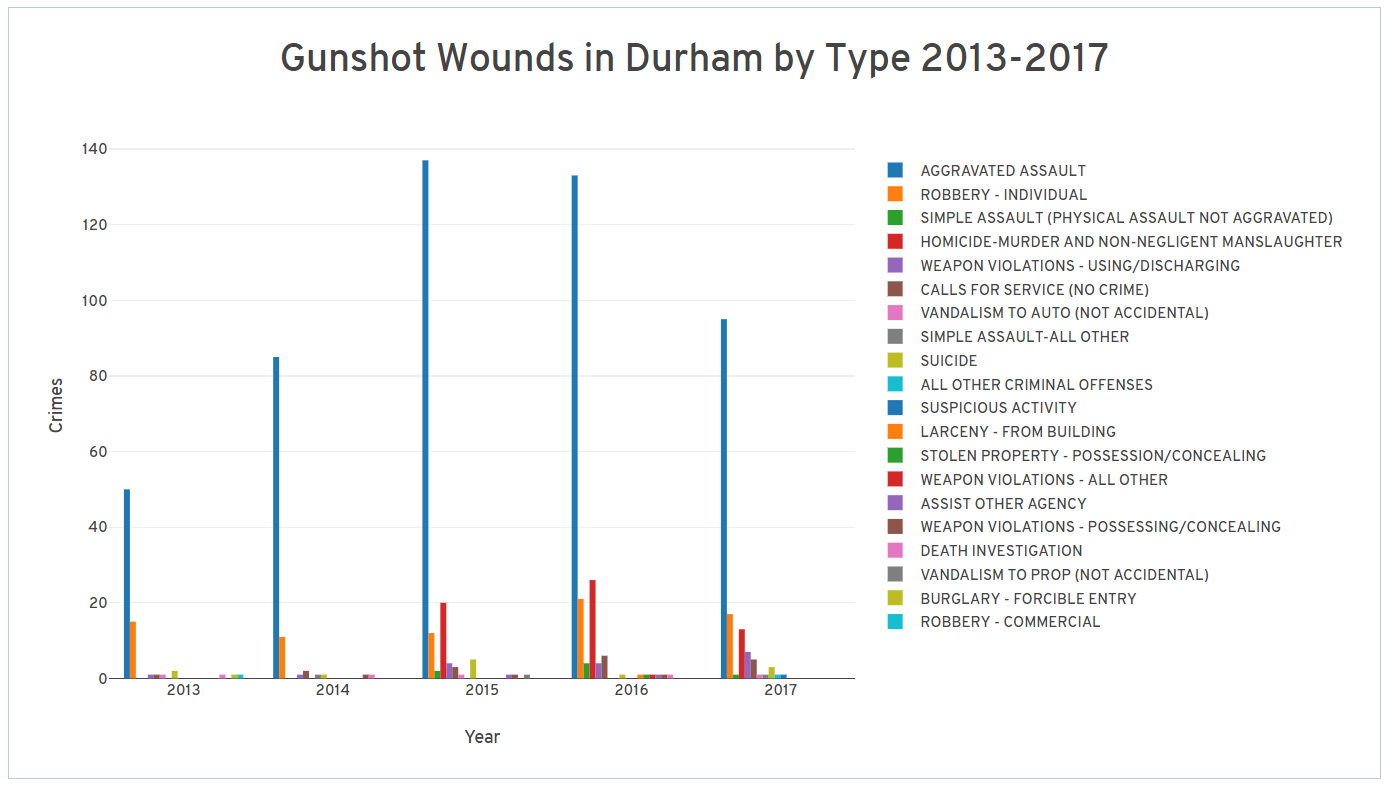 Gunshot Wounds in Durham by Type 2013-2017
140
120
100
80
60
40
20
0
Crimes
2013
2014
2015
2016
2017
Year
AGGRAVATED ASSAULT
ROBBERY - INDIVIDUAL
SIMPLE ASSAULT (PHYSICAL ASSAULT NOT AGGRAVATED)
HOMICIDE-MURDER AND NON-NEGLIGENT MANSLAUGHTER
WEAPON VIOLATIONS - USING/DISCHARGING
CALLS FOR SERVICE (NO CRIME)
VANDALISM TO AUTO (NOT ACCIDENTAL)
SIMPLE ASSAULT-ALL OTHER
SUICIDE
ALL OTHER CRIMINAL OFFENSES
SUSPICIOUS ACTIVITY
LARCENY - FROM BUILDING
STOLEN PROPERTY - POSSESSION/CONCEALING
WEAPON VIOLATIONS - ALL OTHER
ASSIST OTHER AGENCY
WEAPON VIOLATIONS - POSSESSING/CONCEALING
DEATH INVESTIGATION
VANDALISM TO PROP (NOT ACCIDENTAL)
BURGLARY - FORCIBLE ENTRY
ROBBERY - COMMERCIAL